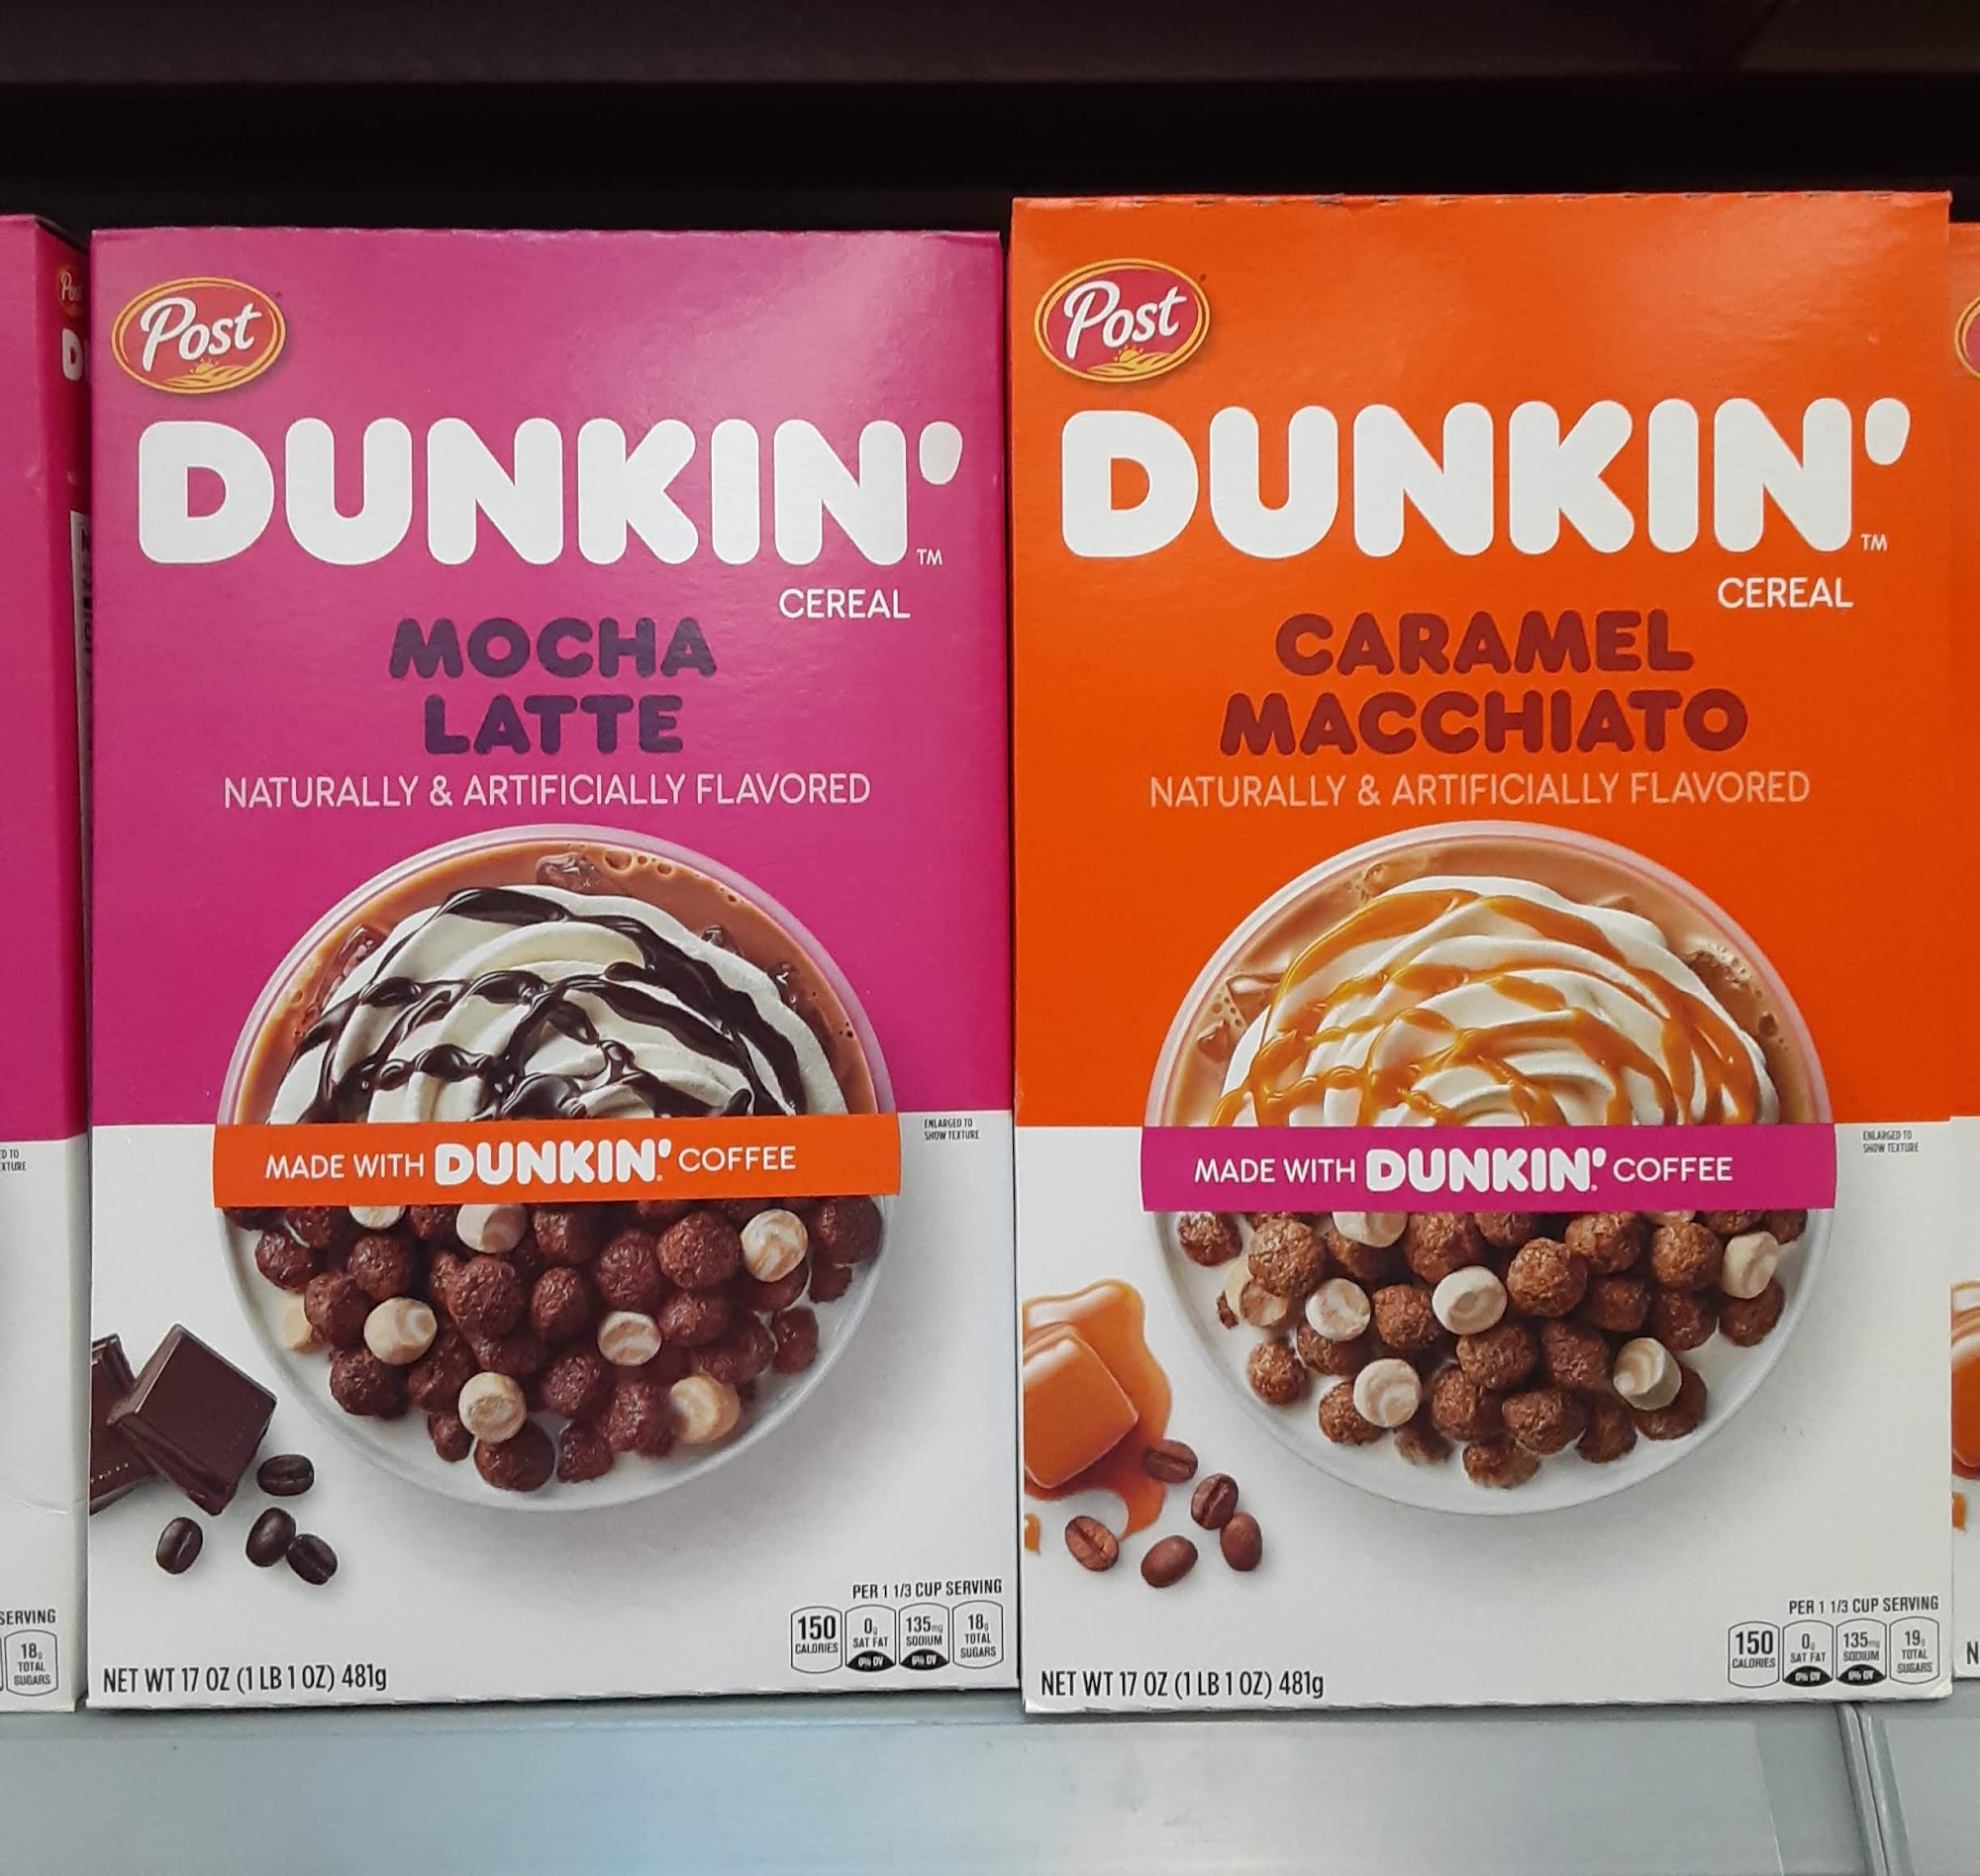 Post
DUNKIN'™
CEREAL
MOCHA
LATTE
NATURALLY & ARTIFICIALLY FLAVORED
ENLARGED TO
SHOW TEXTURE
MADE WITH DUNKIN' COFFEE
PER 1 1/3 CUP SERVING
150 CALORIES
0g SAT FAT 0% DV
135mg SODIUM 6% DV
18g TOTAL SUGARS
NET WT 17 OZ (1 LB 1 OZ) 481g
Post
DUNKIN'™
CEREAL
CARAMEL
MACCHIATO
NATURALLY & ARTIFICIALLY FLAVORED
ENLARGED TO
SHOW TEXTURE
MADE WITH DUNKIN' COFFEE
PER 1 1/3 CUP SERVING
150 CALORIES
0g SAT FAT 0% DV
135mg SODIUM 6% DV
19g TOTAL SUGARS
NET WT 17 OZ (1 LB 1 OZ) 481g
SERVING
18g
TOTAL
SUGARS